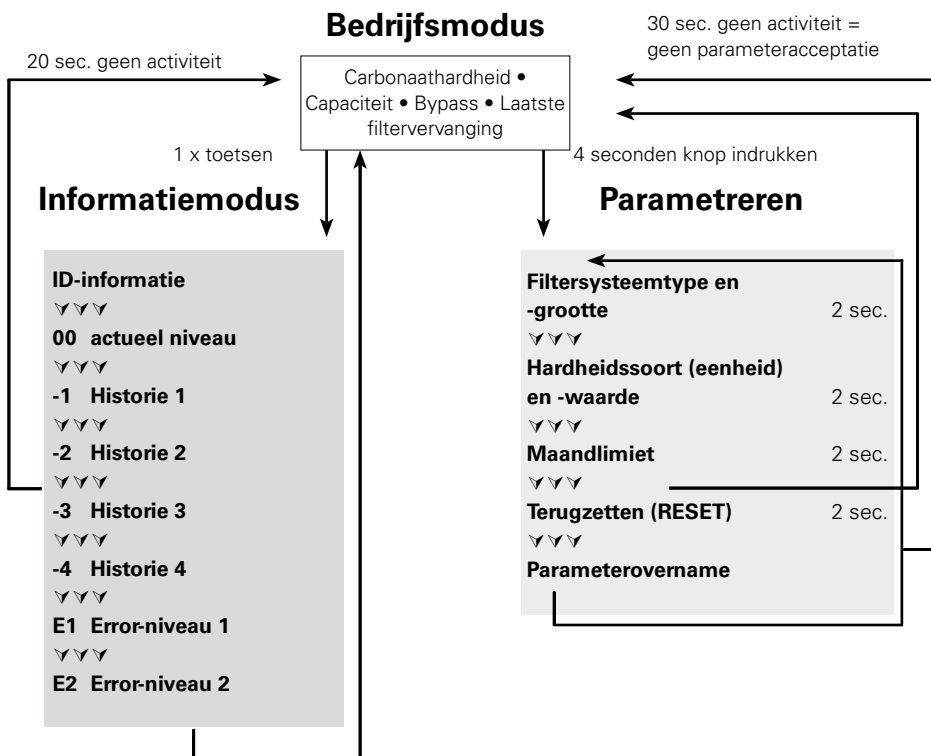 Bedrijfsmodus
30 sec. geen activiteit =
geen parameteracceptatie
20 sec. geen activiteit
Carbonaathardheid •
Capaciteit • Bypass • Laatste
filtervervanging
1 x toetsen
4 seconden knop indrukken
Informatiemodus
ID-informatie
00 actueel niveau
-1 Historie 1
-2 Historie 2
-3 Historie 3
-4 Historie 4
E1 Error-niveau 1
E2 Error-niveau 2
Parametreren
Filtersysteemtype en
-grootte 2 sec.
Hardheidssoort (eenheid)
en -waarde 2 sec.
Maandlimiet 2 sec.
Terugzetten (RESET) 2 sec.
Parameterovername